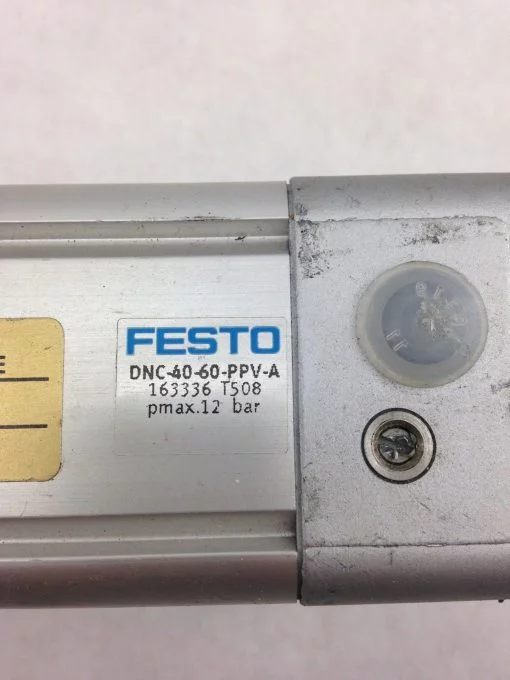 FESTO
DNC-40-60-PPV-A
163336 T508
pmax.12 bar
E